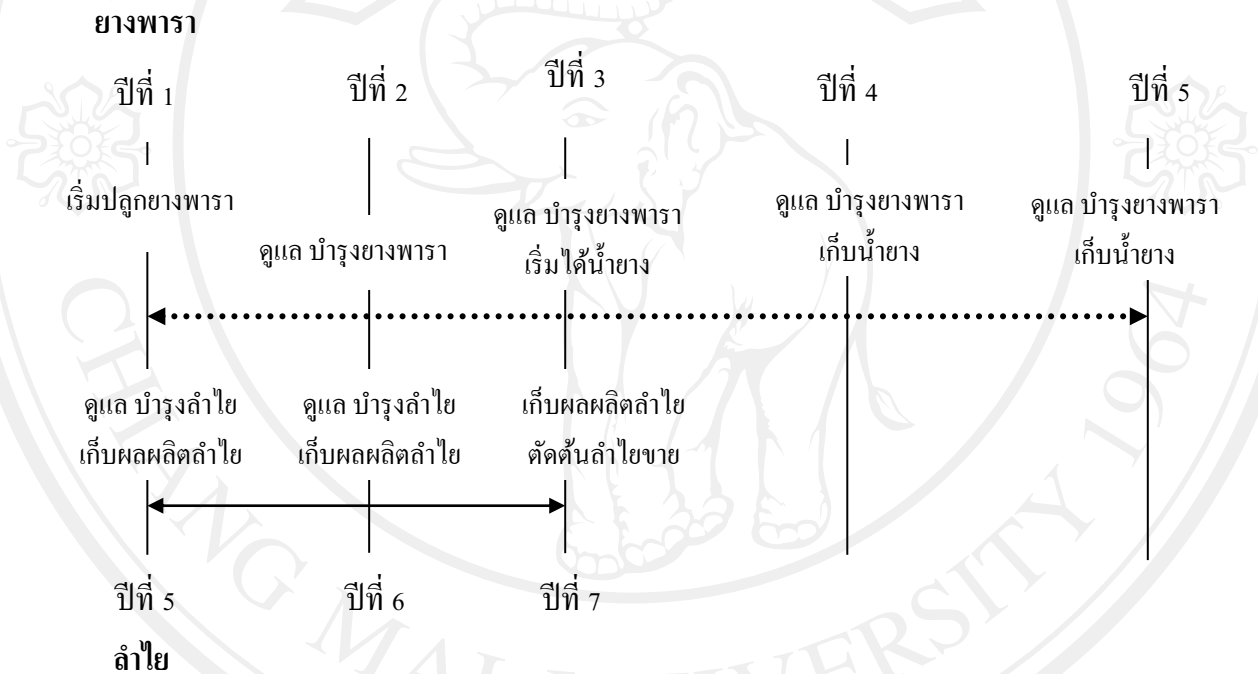 ยางพารา
ปีที่ 1 ปีที่ 2 ปีที่ 3 ปีที่ 4 ปีที่ 5
เริ่มปลูกยางพารา ดูแล บำรุงยางพารา ดูแล บำรุงยางพารา ดูแล บำรุงยางพารา ดูแล บำรุงยางพารา
เริ่มได้น้ำยาง เก็บน้ำยาง เก็บน้ำยาง
ดูแล บำรุงลำไย ดูแล บำรุงลำไย เก็บผลผลิตลำไย
เก็บผลผลิตลำไย เก็บผลผลิตลำไย ตัดต้นลำไยขาย
ปีที่ 5 ปีที่ 6 ปีที่ 7
ลำไย
CHIANG MAI UNIVERSITY 1964